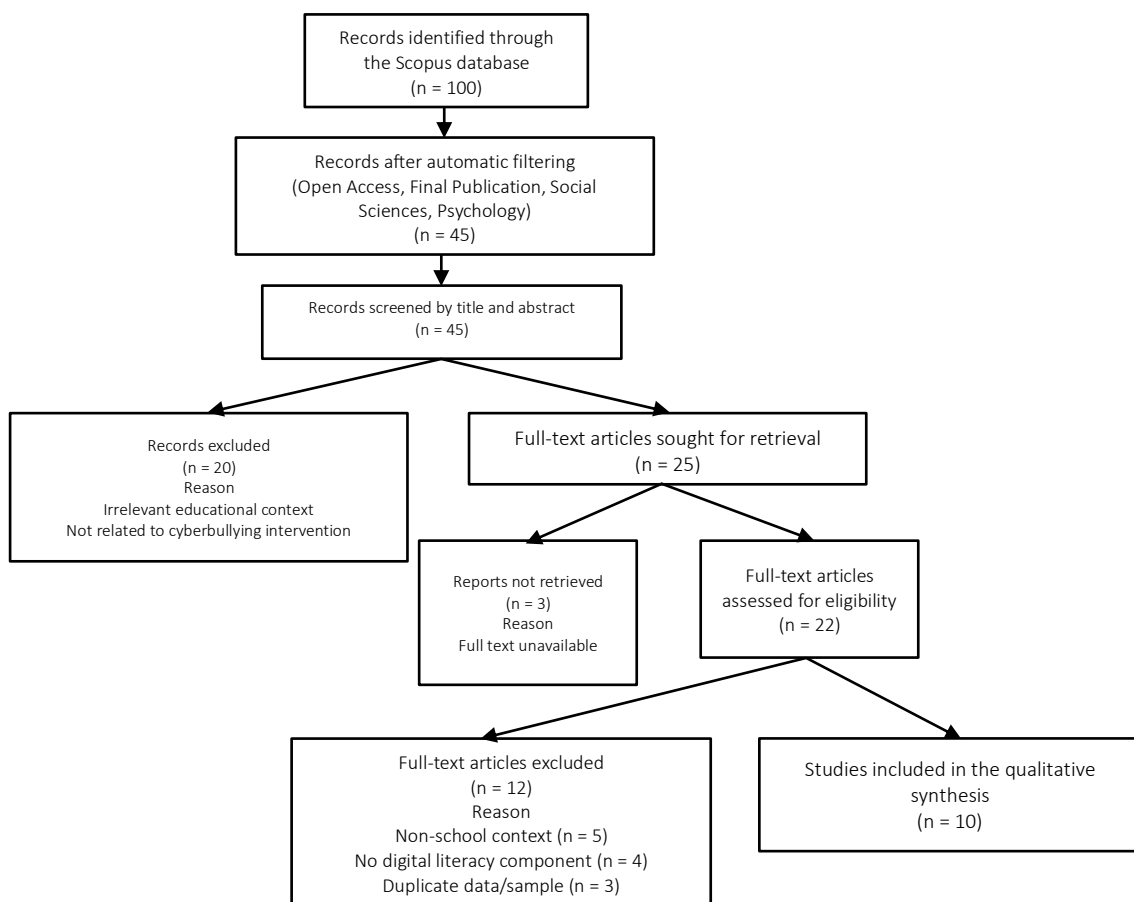 Records identified through
the Scopus database
(n = 100)
Records after automatic filtering
(Open Access, Final Publication, Social
Sciences, Psychology)
(n = 45)
Records screened by title and abstract
(n = 45)
Records excluded
(n = 20)
Reason
Irrelevant educational context
Not related to cyberbullying intervention
Full-text articles sought for retrieval
(n = 25)
Reports not retrieved
(n = 3)
Reason
Full text unavailable
Full-text articles
assessed for eligibility
(n = 22)
Full-text articles excluded
(n = 12)
Reason
Non-school context (n = 5)
No digital literacy component (n = 4)
Duplicate data/sample (n = 3)
Studies included in the qualitative
synthesis
(n = 10)